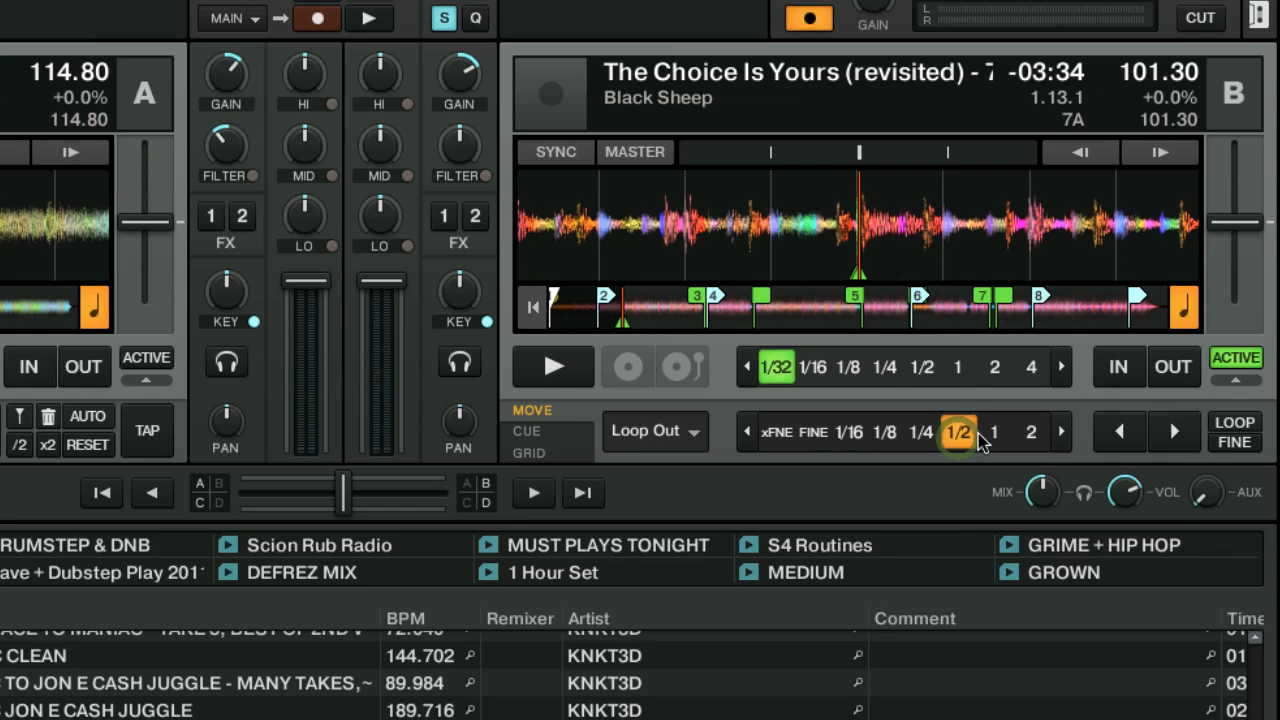 MAIN
S Q
GAIN
L
R
CUT
114.80
+0.0%
114.80
A
GAIN HI HI GAIN
FILTER MID MID FILTER
1 2
FX
LO LO
1 2
FX
KEY KEY
PAN PAN
The Choice Is Yours (revisited) - -03:34 101.30
Black Sheep 1.13.1 +0.0%
7A 101.30
B
SYNC MASTER
2 3 4 5 6 7 8
IN OUT ACTIVE
1/32 1/16 1/8 1/4 1/2 1 2 4
IN OUT ACTIVE
AUTO
/2 x2 RESET
TAP
MOVE
CUE
GRID
Loop Out
xFNE FINE 1/16 1/8 1/4 1/2 1 2
LOOP
FINE
A B
C D
A B
C D
MIX VOL AUX
RUMSTEP & DNB Scion Rub Radio MUST PLAYS TONIGHT S4 Routines GRIME + HIP HOP
ave + Dubstep Play 201 DEFREZ MIX 1 Hour Set MEDIUM GROWN
BPM Remixer Artist Comment Time
KNKT3D
CLEAN 144.702 KNKT3D 01
TO JON E CASH JUGGLE - MANY TAKES,~ 89.984 KNKT3D 03
JON E CASH JUGGLE 189.716 KNKT3D 02